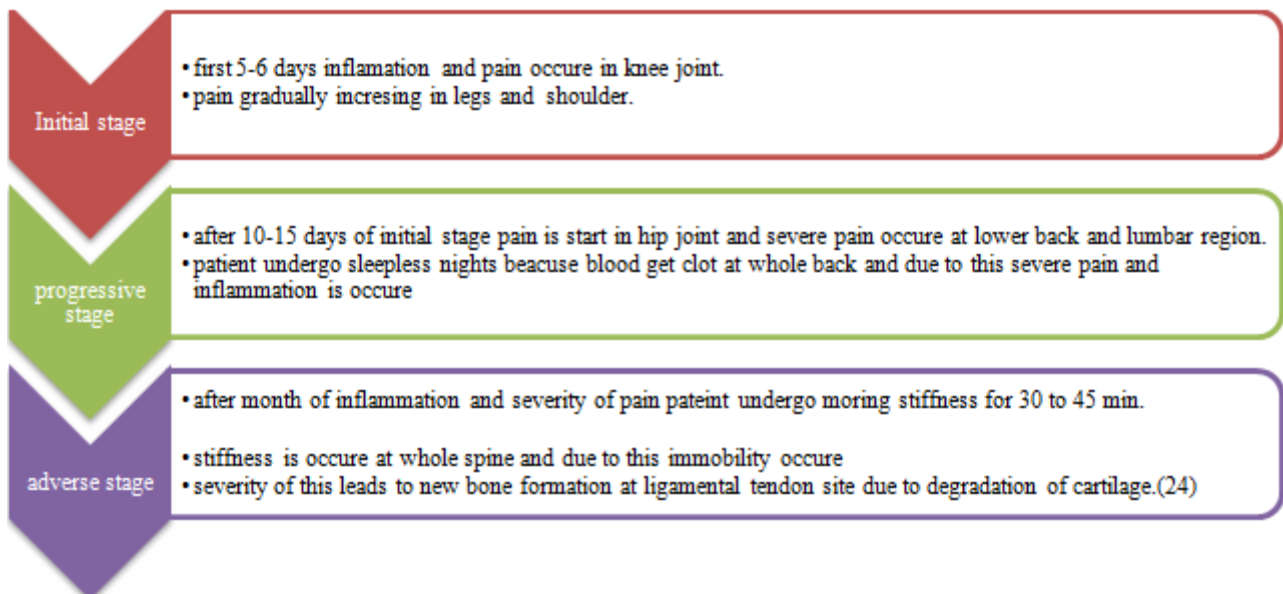 Initial stage
• first 5-6 days inflamation and pain occure in knee joint.
• pain gradually incresing in legs and shoulder.
progressive
stage
• after 10-15 days of initial stage pain is start in hip joint and severe pain occure at lower back and lumbar region.
• patient undergo sleepless nights beacuse blood get clot at whole back and due to this severe pain and
inflammation is occure
adverse stage
• after month of inflammation and severity of pain pateint undergo moring stiffness for 30 to 45 min.
• stiffness is occure at whole spine and due to this immobility occure
• severity of this leads to new bone formation at ligamental tendon site due to degradation of cartilage.(24)